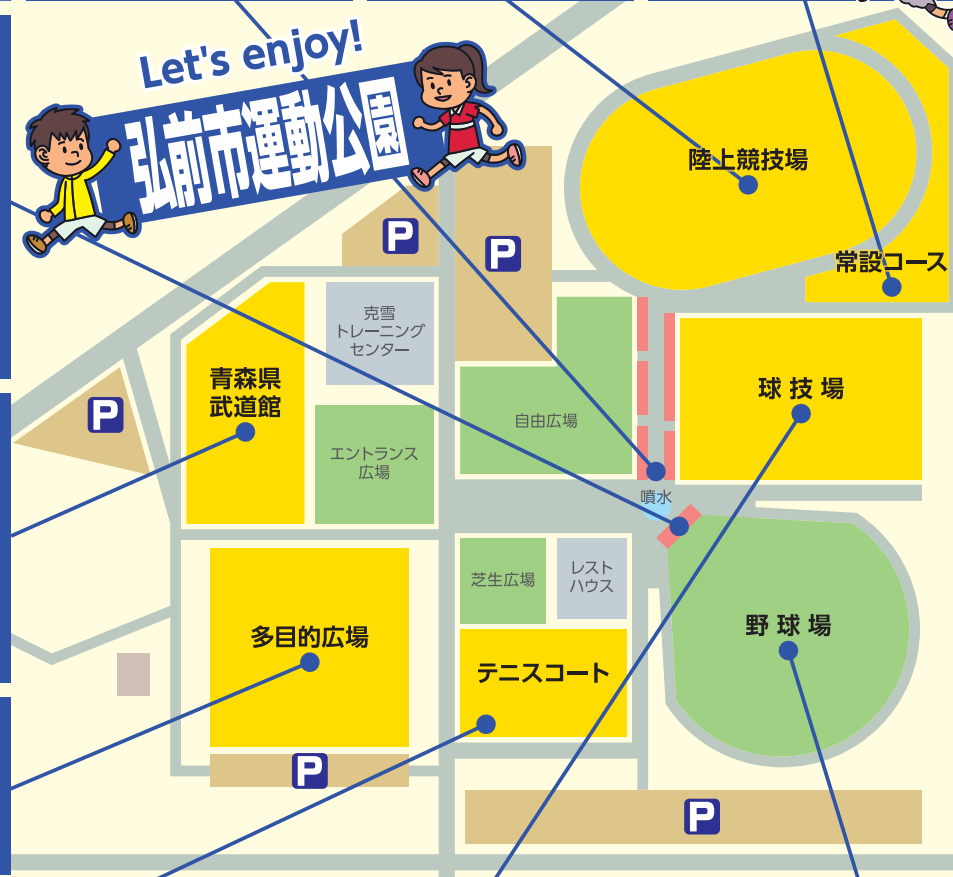 Let's enjoy!
弘前市運動公園
陸上競技場
常設コース
P
P
克雪
トレーニング
センター
青森県
武道館
P
球技場
自由広場
エントランス
広場
噴水
芝生広場
レスト
ハウス
野球場
多目的広場
テニスコート
P
P